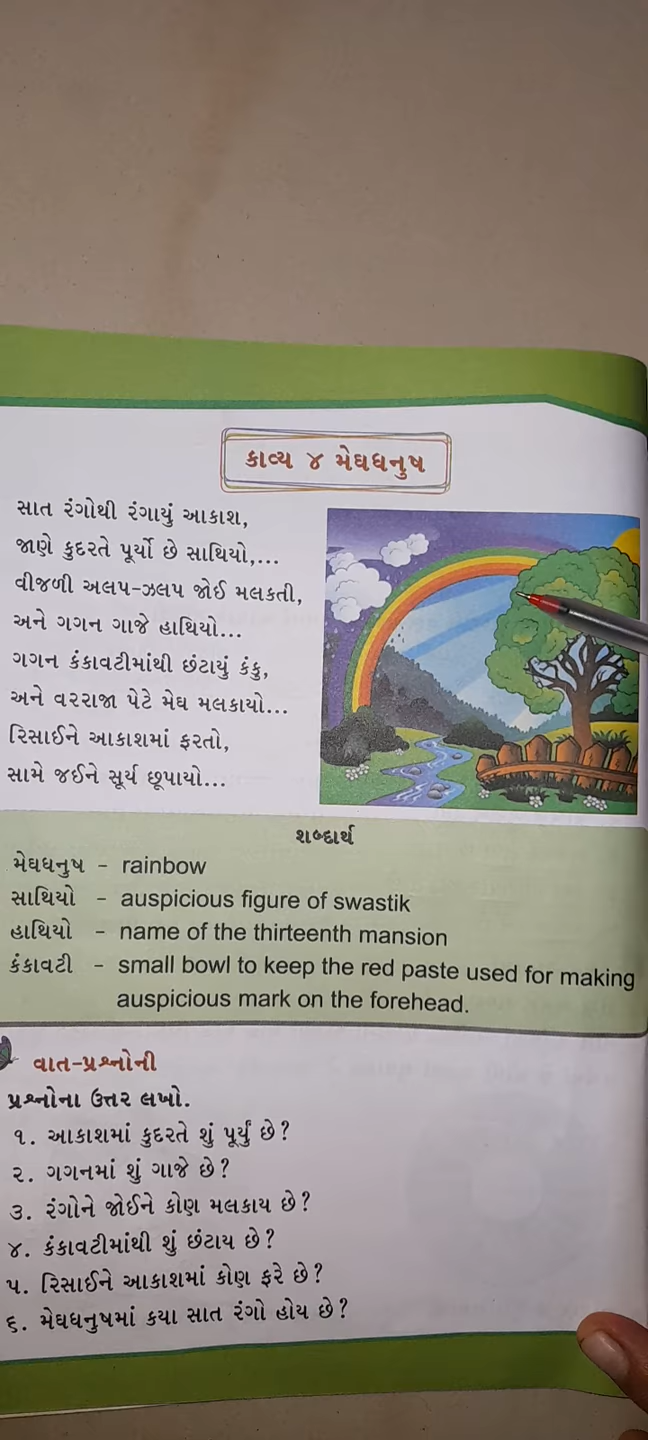 કાવ્ય ૪ મેઘધનુષ
સાત રંગોથી રંગાયું આકાશ,
જાણે કુદરતે પૂર્યો છે સાથિયો,...
વીજળી અલપ-ઝલપ જોઈ મલકતી,
અને ગગન ગાજે હાથિયો...
ગગન કંકાવટીમાંથી છંટાયું કંકુ,
અને વરરાજા પેટે મેઘ મલકાયો...
રિસાઈને આકાશમાં ફરતો,
સામે જઈને સૂર્ય છૂપાયો...
શબ્દાર્થ
મેઘધનુષ – rainbow
સાથિયો – auspicious figure of swastik
હાથિયો – name of the thirteenth mansion
કંકાવટી – small bowl to keep the red paste used for making
auspicious mark on the forehead.
વાત-પ્રશ્નોની
પ્રશ્નોના ઉત્તર લખો.
૧. આકાશમાં કુદરતે શું પૂર્યું છે?
૨. ગગનમાં શું ગાજે છે?
૩. રંગોને જોઈને કોણ મલકાય છે?
૪. કંકાવટીમાંથી શું છંટાય છે?
૫. રિસાઈને આકાશમાં કોણ ફરે છે?
૬. મેઘધનુષમાં કયા સાત રંગો હોય છે?